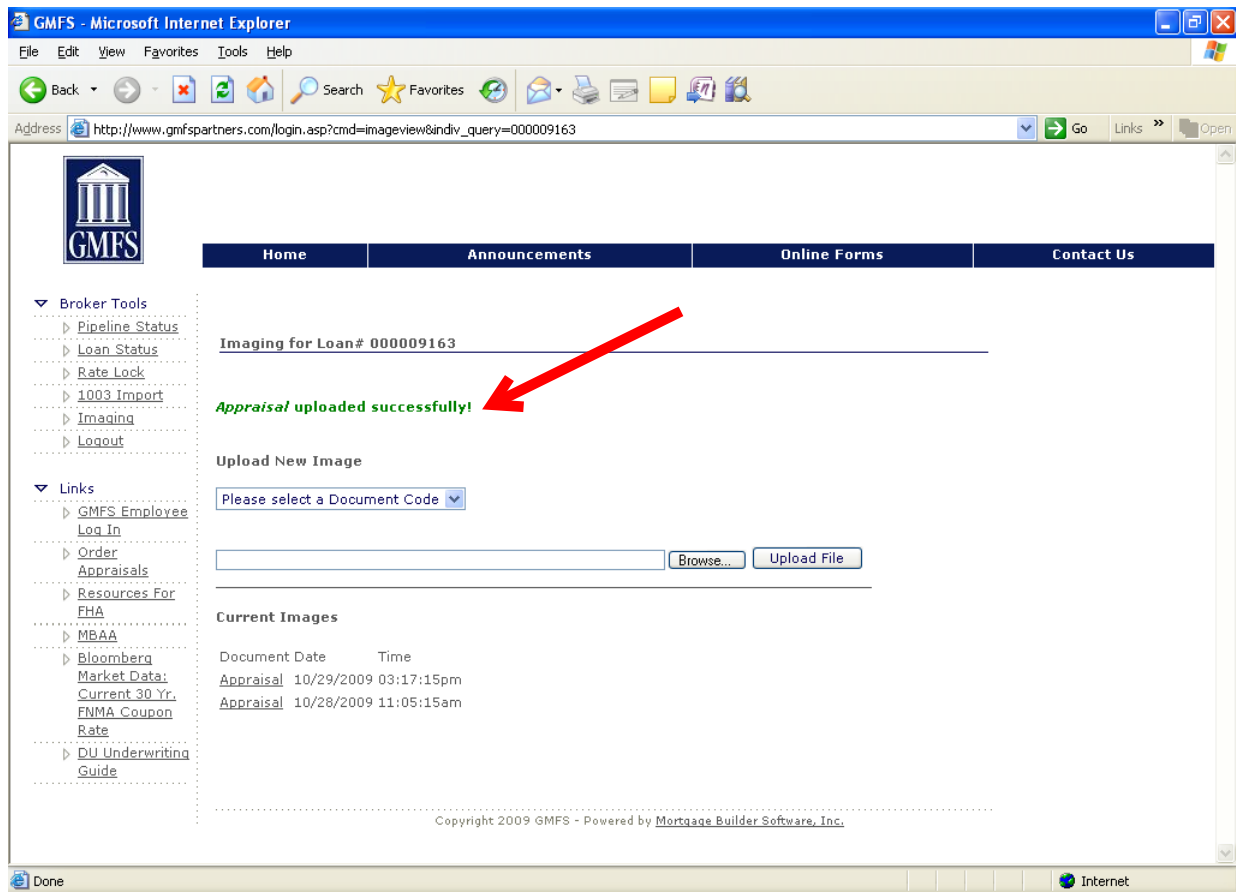 GMFS - Microsoft Internet Explorer
File Edit View Favorites Tools Help
Back Search Favorites
Address http://www.gmfspartners.com/login.asp?cmd=imageview&indiv_query=000009163 Go Links » Open
GMFS
Home Announcements Online Forms Contact Us
Broker Tools
Pipeline Status
Loan Status
Rate Lock
1003 Import
Imaging
Logout
Links
GMFS Employee
Log In
Order
Appraisals
Resources For
FHA
MBAA
Bloomberg
Market Data:
Current 30 Yr.
FNMA Coupon
Rate
DU Underwriting
Guide
Imaging for Loan# 000009163
Appraisal uploaded successfully!
Upload New Image
Please select a Document Code
Browse... Upload File
Current Images
Document Date Time
Appraisal 10/29/2009 03:17:15pm
Appraisal 10/28/2009 11:05:15am
Copyright 2009 GMFS - Powered by Mortgage Builder Software, Inc.
Done Internet